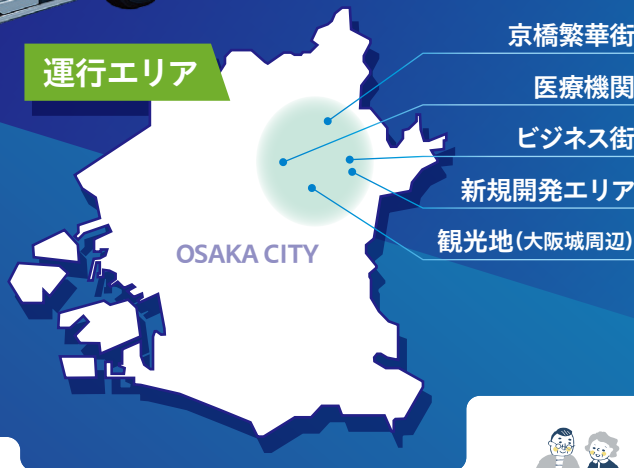 運行エリア
京橋繁華街
医療機関
ビジネス街
新規開発エリア
観光地(大阪城周辺)
OSAKA CITY